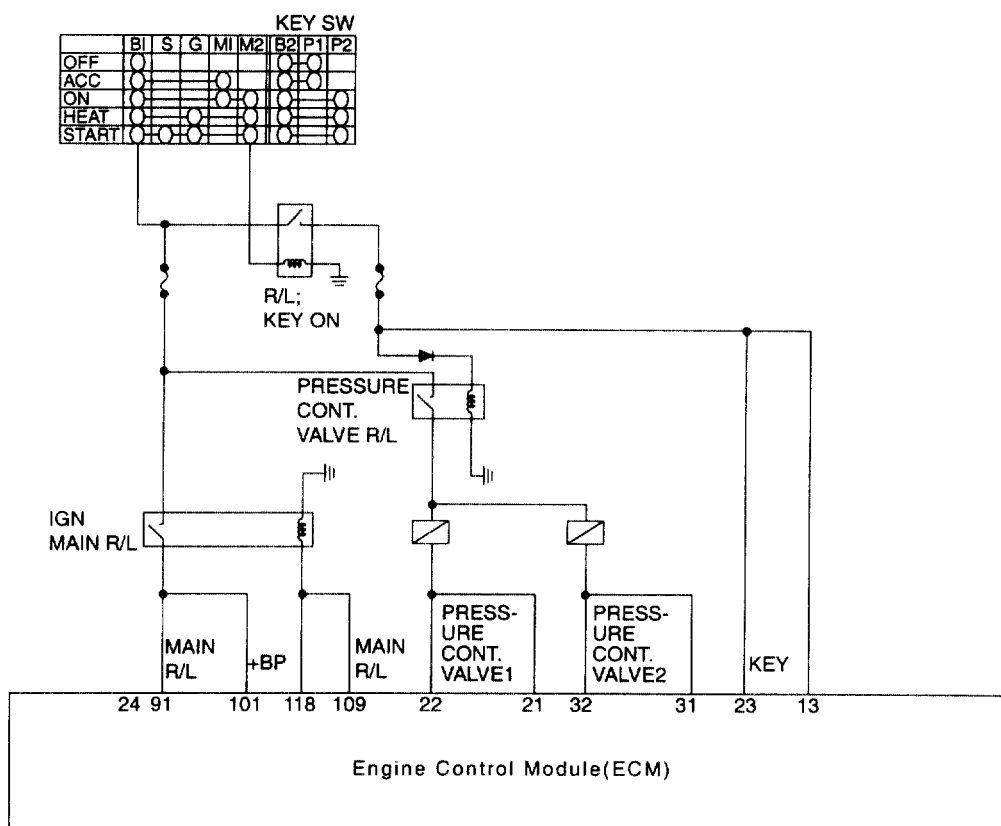 KEY SW
BI S G MI M2 B2 P1 P2
OFF
ACC
ON
HEAT
START
R/L;
KEY ON
PRESSURE
CONT.
VALVE R/L
IGN
MAIN R/L
MAIN
R/L
+BP
MAIN
R/L
PRESS-
URE
CONT.
VALVE1
PRESS-
URE
CONT.
VALVE2
KEY
24 91 101 118 109 22 21 32 31 23 13
Engine Control Module(ECM)